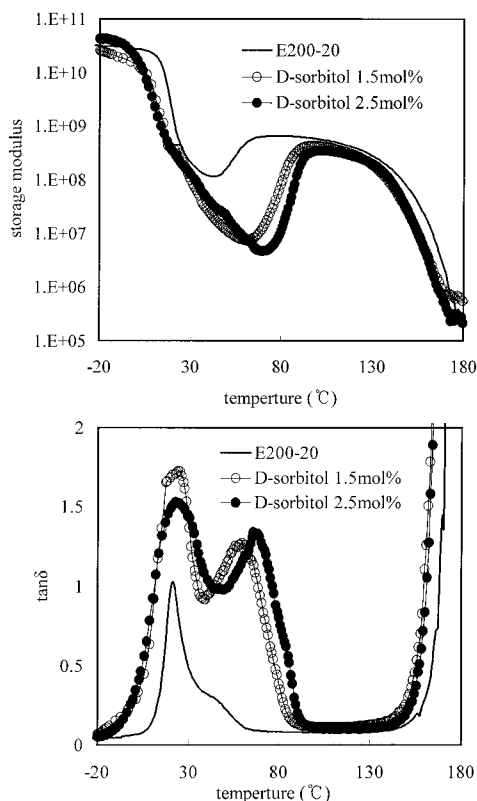 1.E+11
1.E+10
1.E+09
1.E+08
1.E+07
1.E+06
1.E+05
storage modulus
E200-20
D-sorbitol 1.5mol%
D-sorbitol 2.5mol%
-20 30 80 130 180
temperture (℃)
2
1.5
1
0.5
0
tanδ
E200-20
D-sorbitol 1.5mol%
D-sorbitol 2.5mol%
-20 30 80 130 180
temperture (℃)